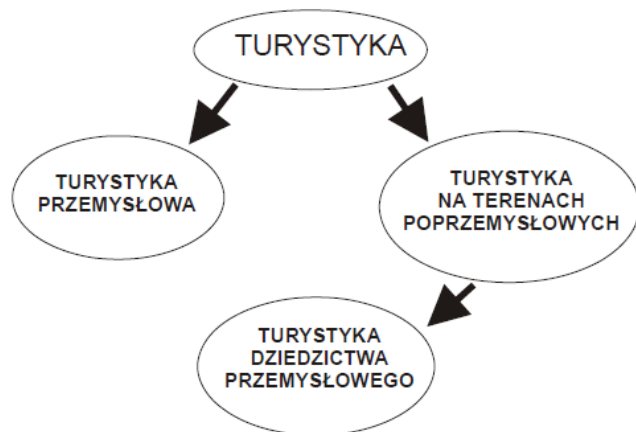 TURYSTYKA
TURYSTYKA
PRZEMYSŁOWA
TURYSTYKA
NA TERENACH
POPRZEMYSŁOWYCH
TURYSTYKA
DZIEDZICTWA
PRZEMYSŁOWEGO